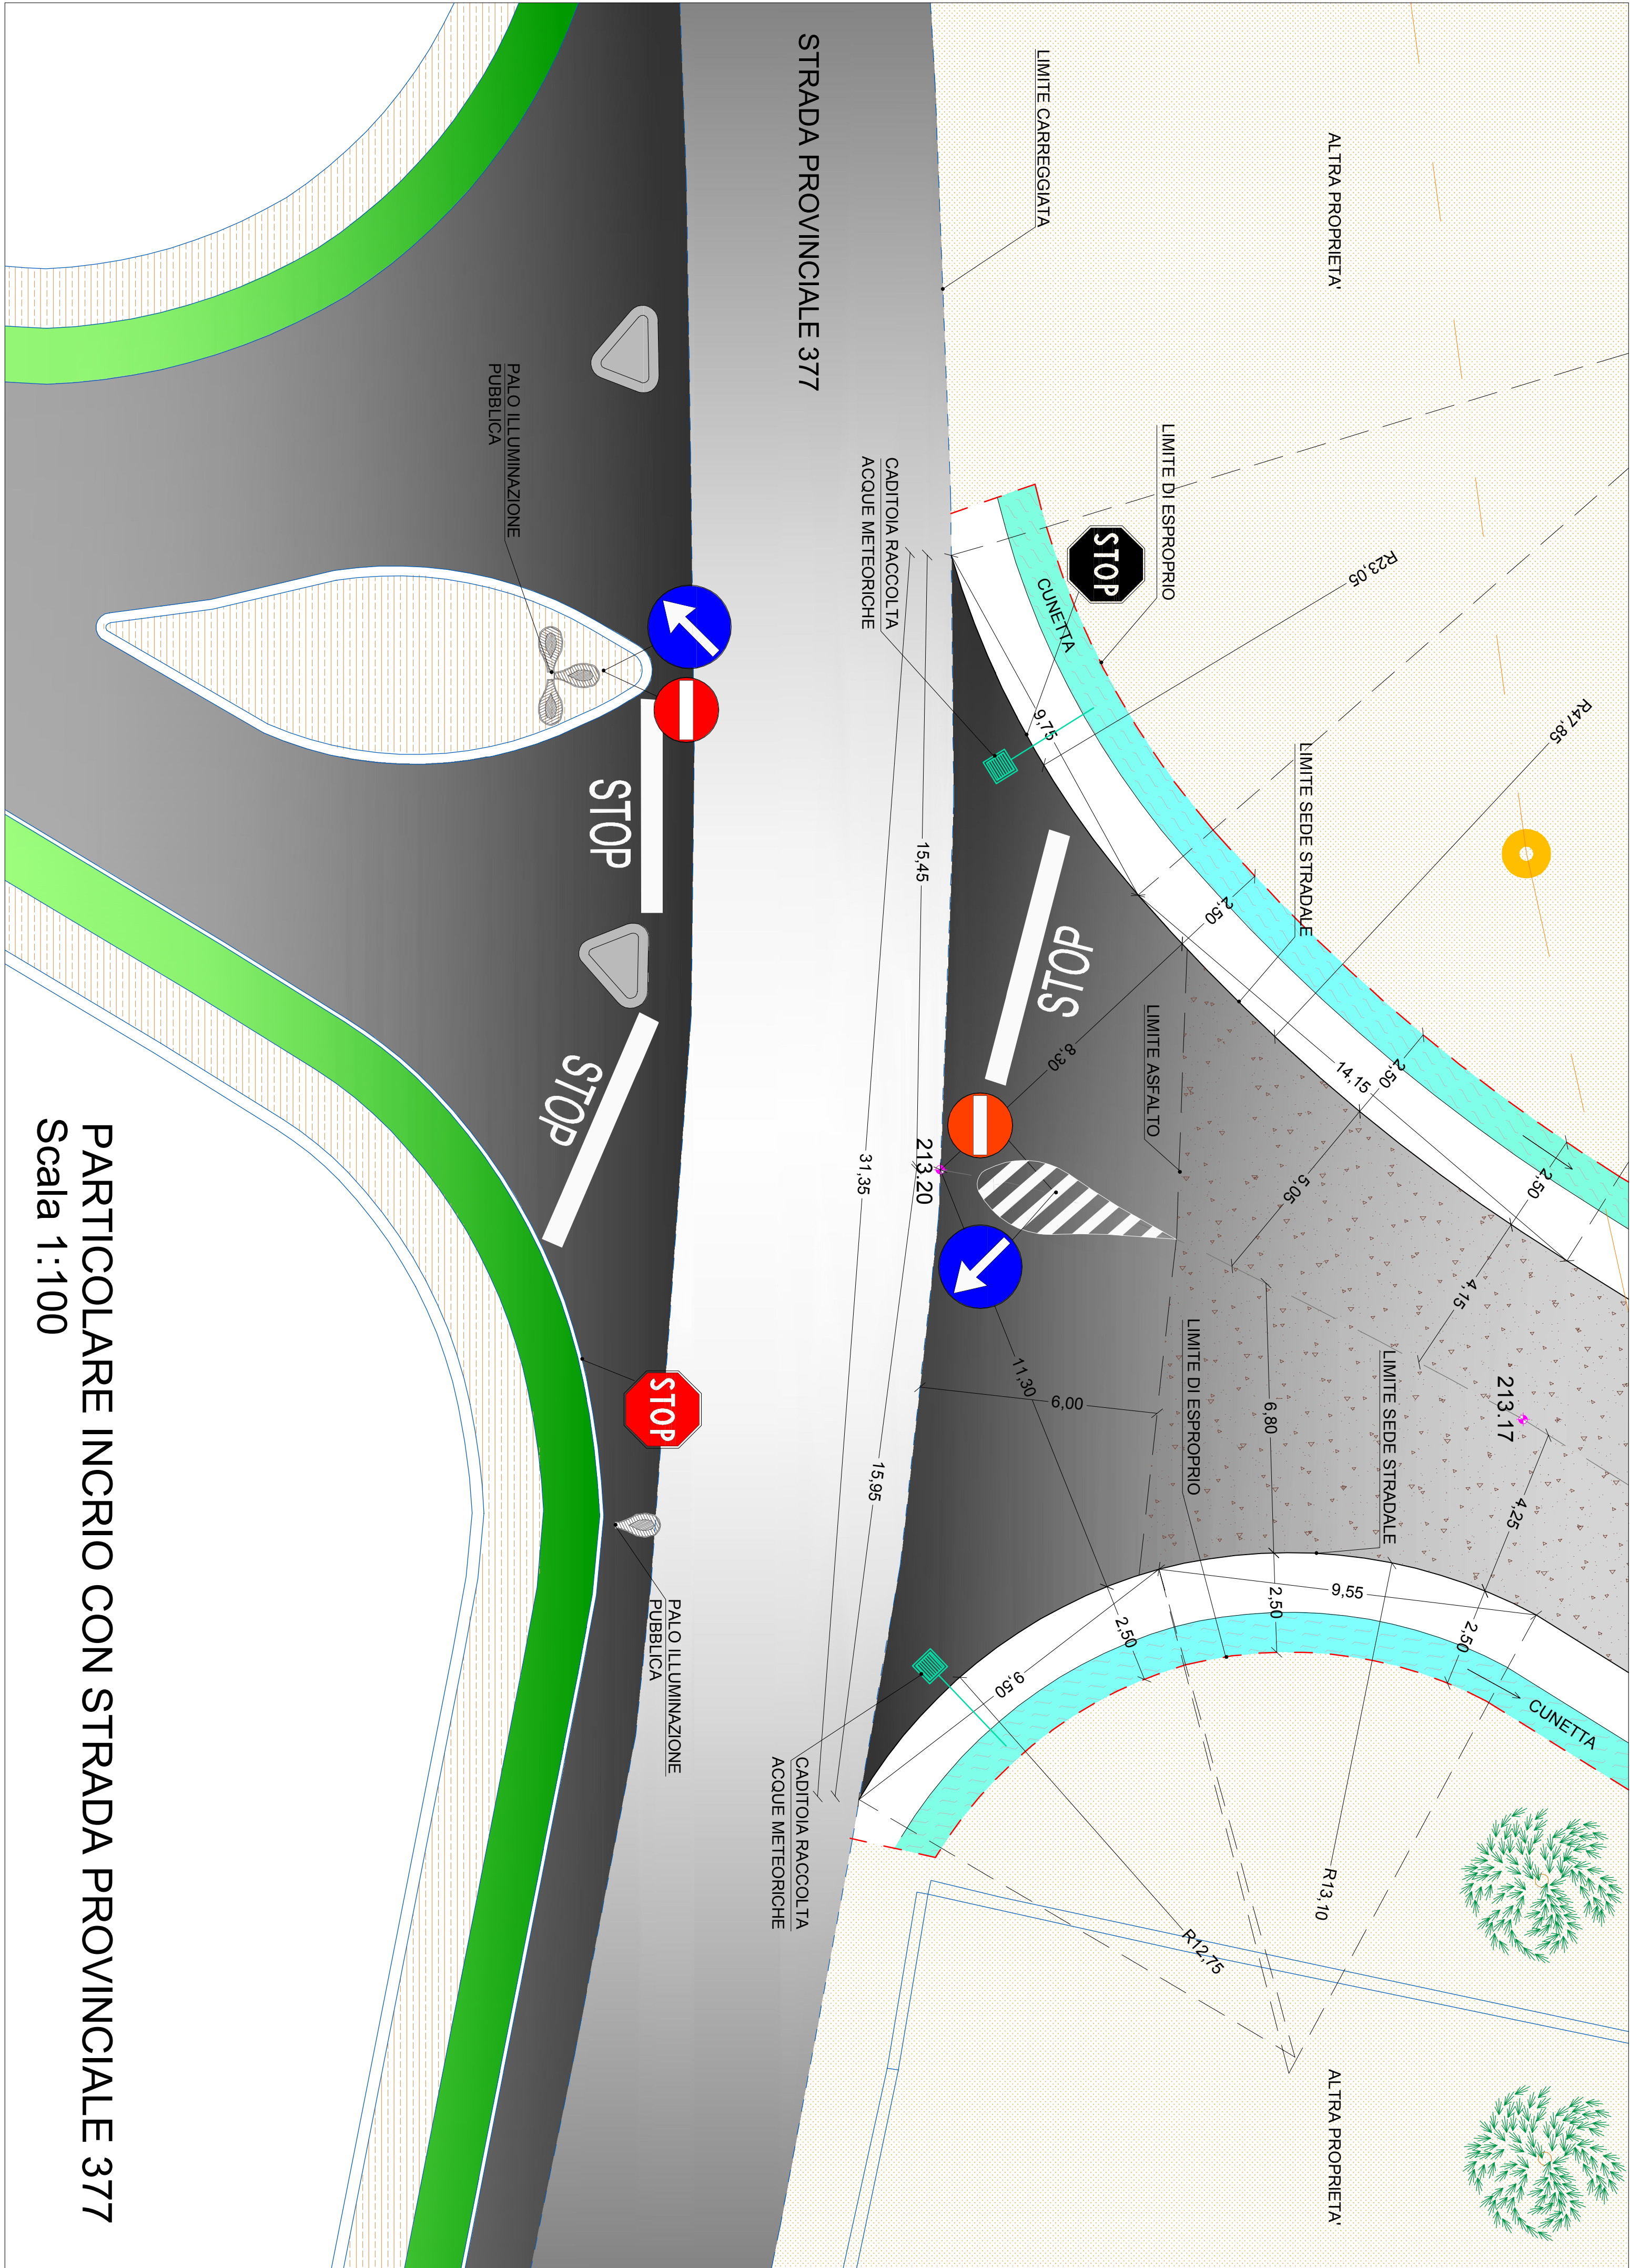 ALTRA PROPRIETA'
ALTRA PROPRIETA'
LIMITE CARREGGIATA
LIMITE DI ESPROPRIO
STOP
CUNETTA
R23,05
R47,85
LIMITE SEDE STRADALE
9,75
2,50
2,50
14,15
2,50
8,30
5,05
4,15
LIMITE ASFALTO
STOP
213.17
4,25
LIMITE SEDE STRADALE
LIMITE DI ESPROPRIO
6,80
6,00
11,30
9,55
2,50
2,50
2,50
9,50
CUNETTA
R13,10
R12,75
STRADA PROVINCIALE 377
CADITOIA RACCOLTA
ACQUE METEORICHE
15,45
213.20
31,35
15,95
CADITOIA RACCOLTA
ACQUE METEORICHE
STOP
STOP
STOP
PALO ILLUMINAZIONE
PUBBLICA
PALO ILLUMINAZIONE
PUBBLICA
PARTICOLARE INCRIO CON STRADA PROVINCIALE 377
Scala 1:100